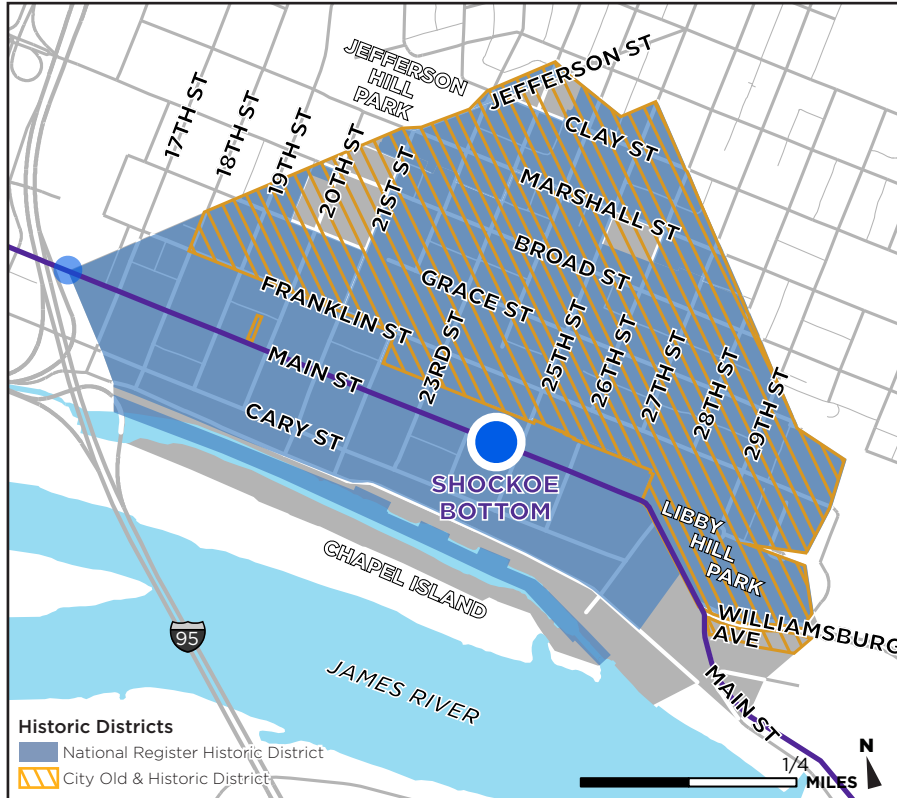 JEFFERSON
HILL
PARK
JEFFERSON ST
17TH ST
18TH ST
19TH ST
20TH ST
21ST ST
CLAY ST
MARSHALL ST
BROAD ST
GRACE ST
FRANKLIN ST
MAIN ST
CARY ST
23RD ST
25TH ST
26TH ST
27TH ST
28TH ST
29TH ST
SHOCKOE
BOTTOM
LIBBY
HILL
PARK
CHAPEL ISLAND
WILLIAMSBURG
AVE
95
JAMES RIVER
MAIN ST
Historic Districts
National Register Historic District
City Old & Historic District
N
1/4
MILES